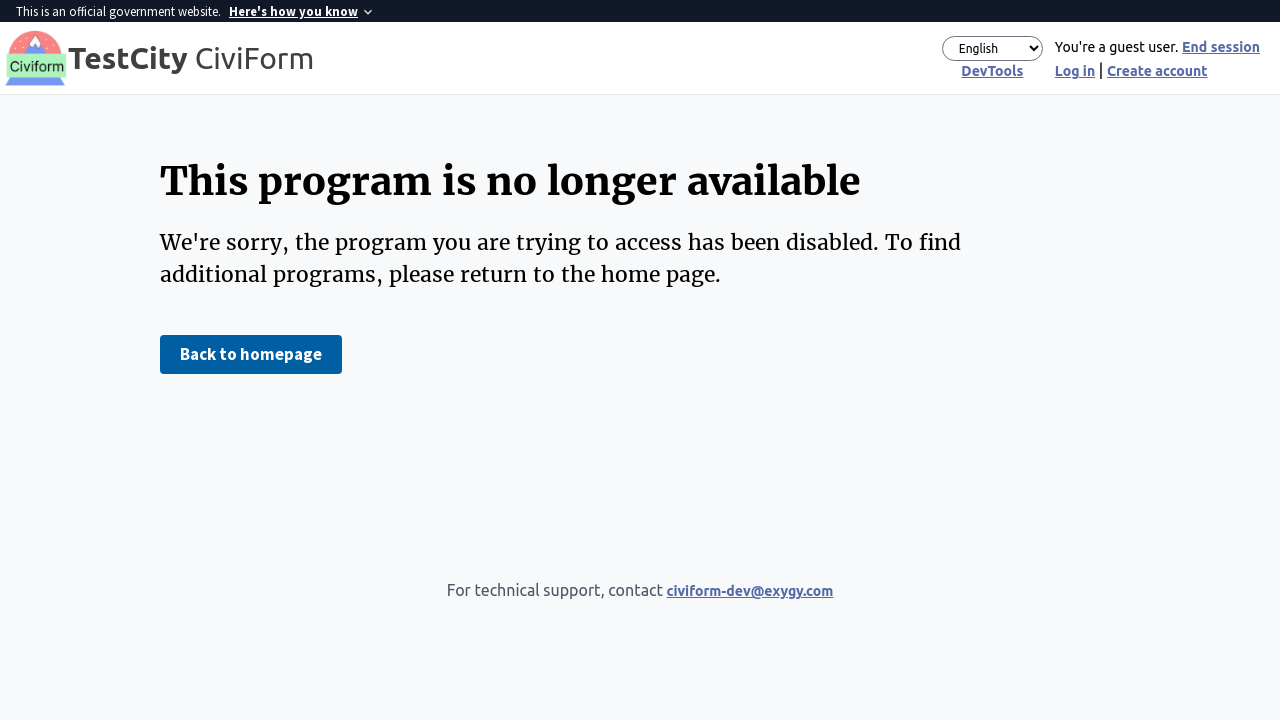 This is an official government website. Here's how you know
Civiform
TestCity CiviForm
English
You're a guest user. End session
DevTools
Log in | Create account
This program is no longer available
We're sorry, the program you are trying to access has been disabled. To find
additional programs, please return to the home page.
Back to homepage
For technical support, contact civiform-dev@exygy.com